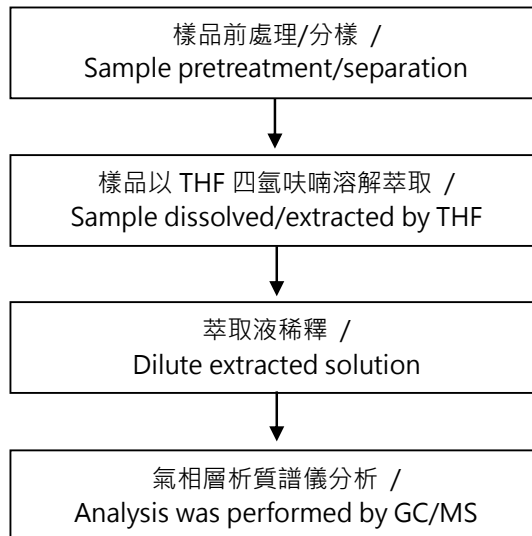 樣品前處理/分樣 /
Sample pretreatment/separation
樣品以 THF 四氫呋喃溶解萃取 /
Sample dissolved/extracted by THF
萃取液稀釋 /
Dilute extracted solution
氣相層析質譜儀分析 /
Analysis was performed by GC/MS